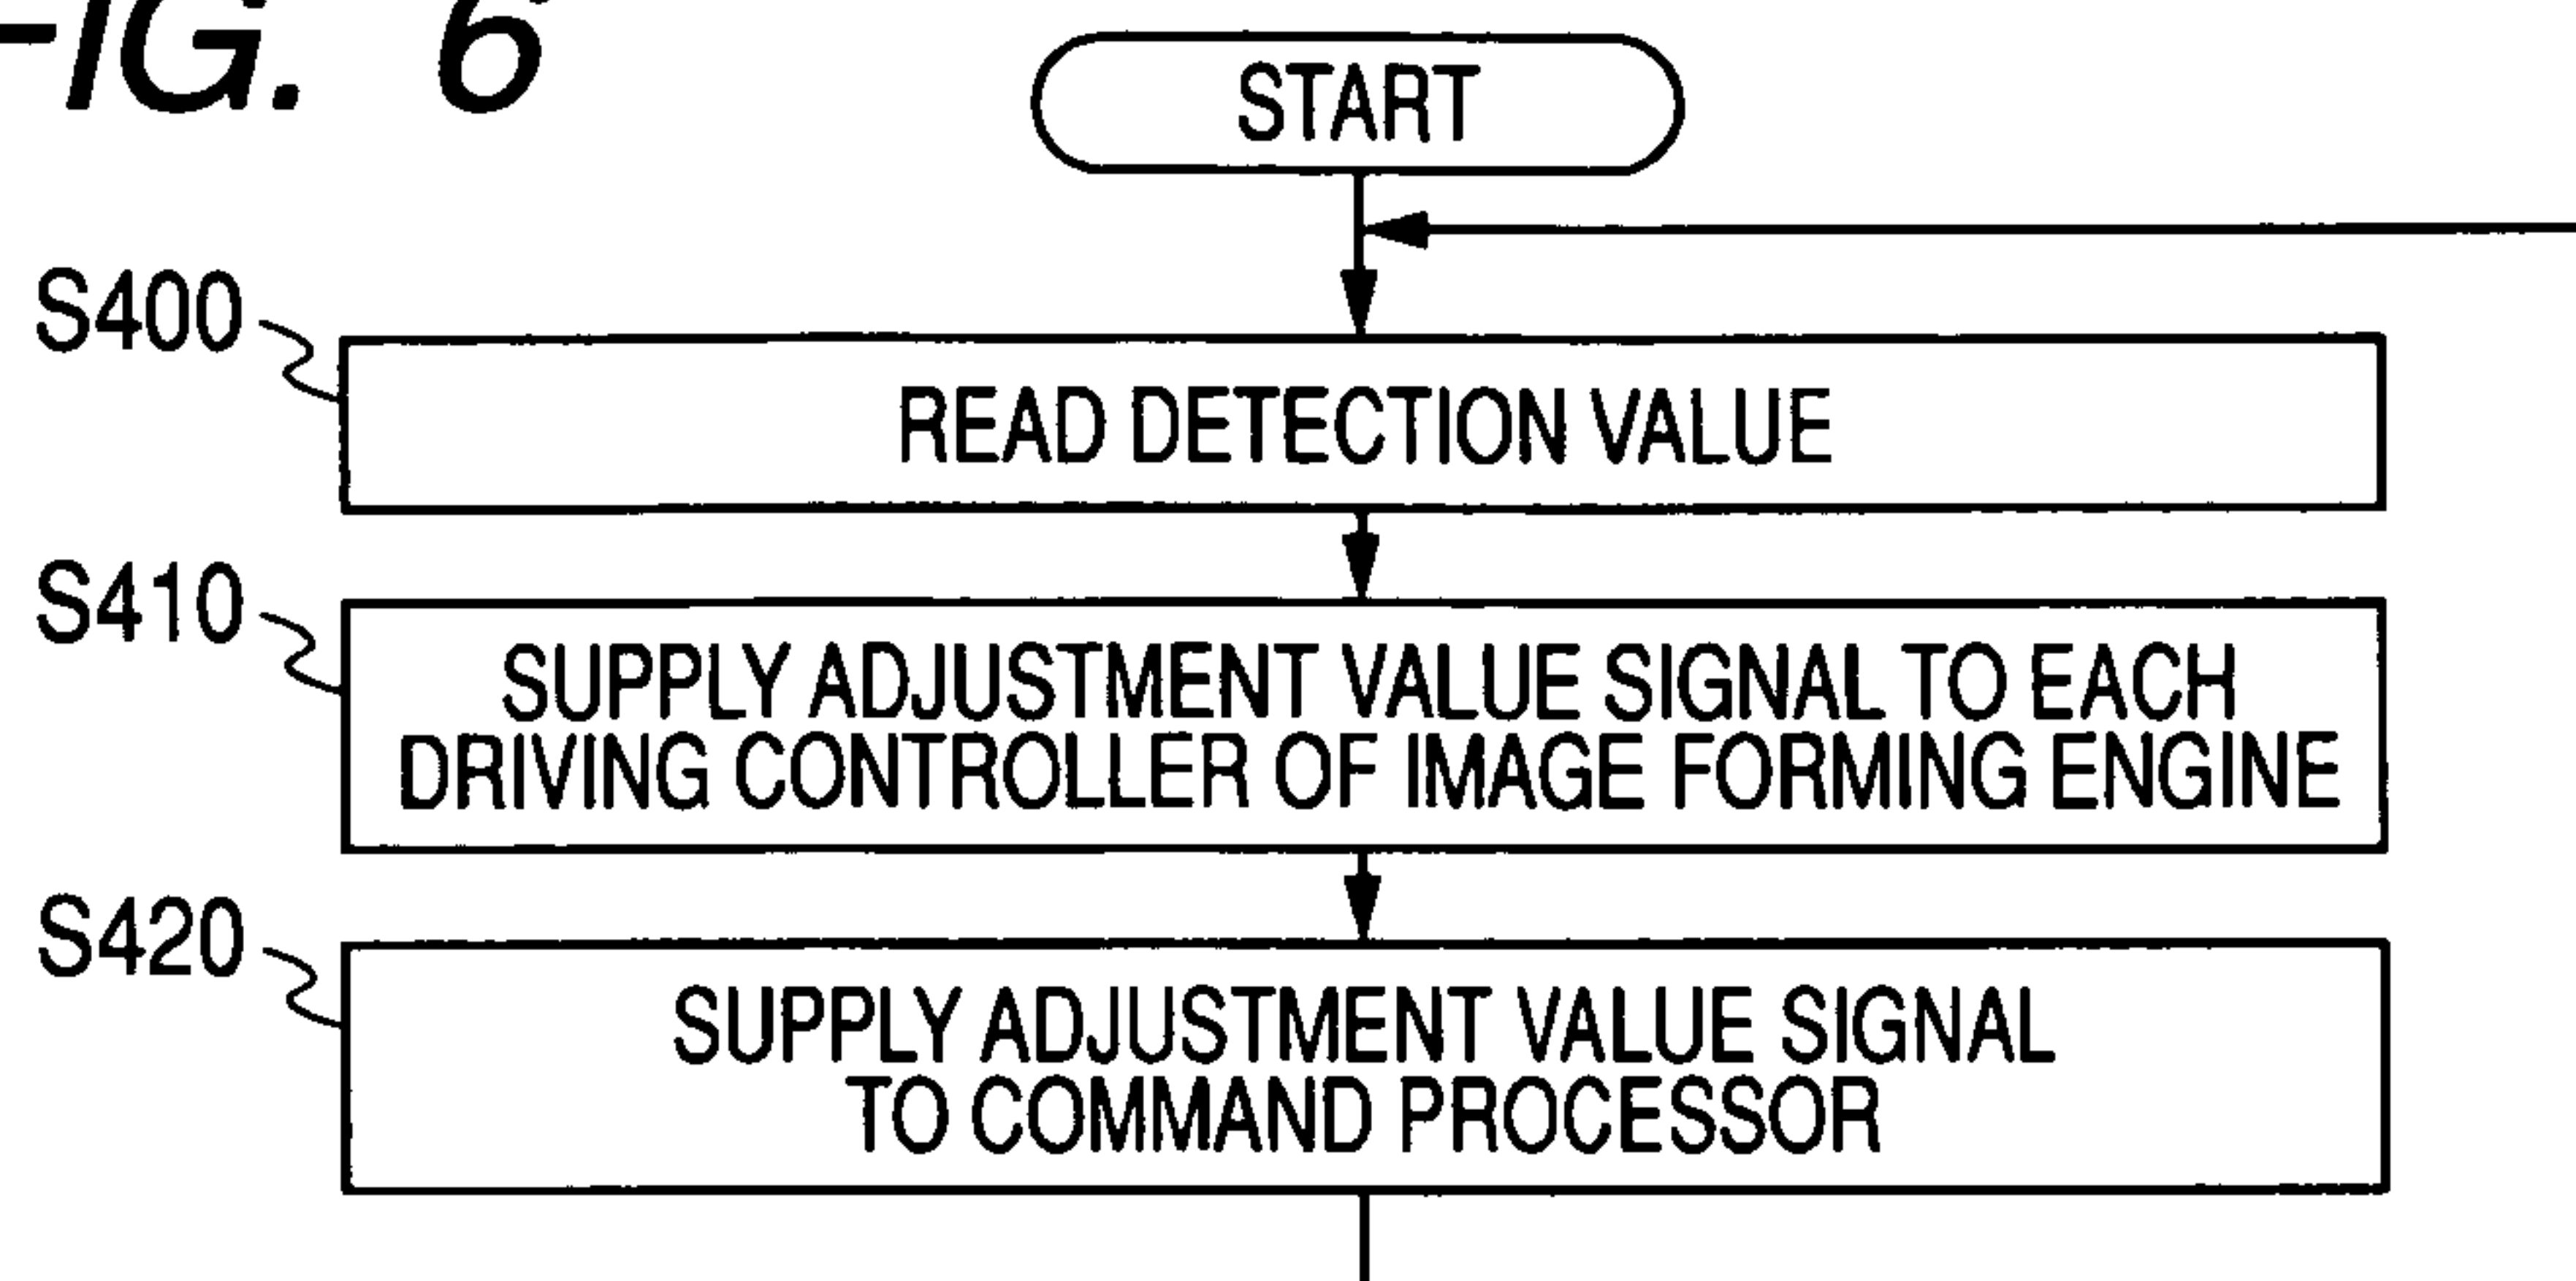 FIG. 6
START
S400
READ DETECTION VALUE
S410
SUPPLY ADJUSTMENT VALUE SIGNAL TO EACH
DRIVING CONTROLLER OF IMAGE FORMING ENGINE
S420
SUPPLY ADJUSTMENT VALUE SIGNAL
TO COMMAND PROCESSOR